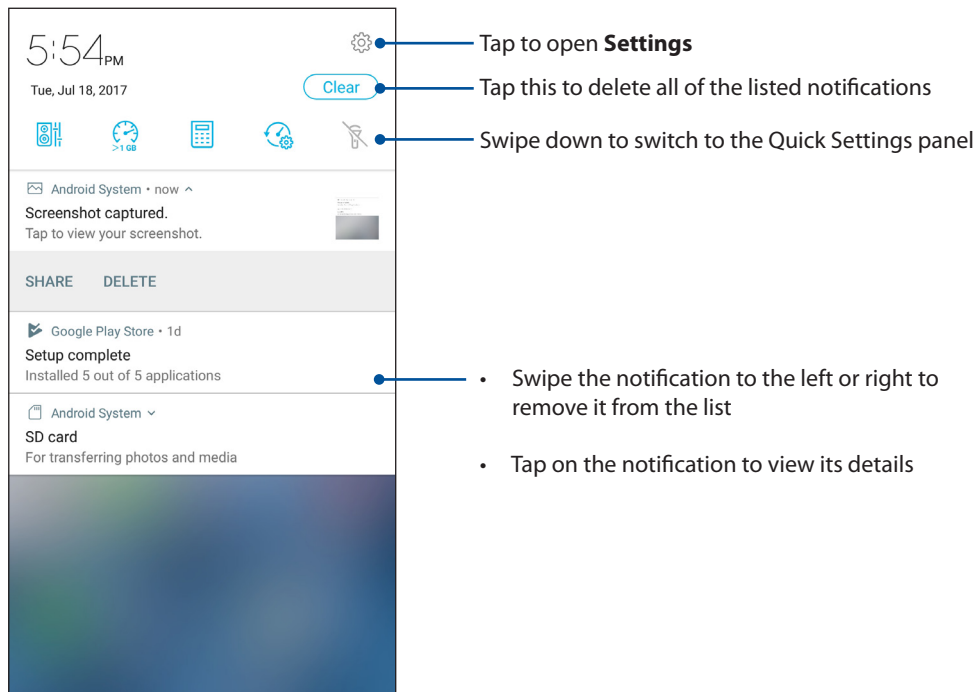 5:54PM
Tap to open Settings
Tue, Jul 18, 2017
Clear
Tap this to delete all of the listed notifications
>1 GB
Swipe down to switch to the Quick Settings panel
Android System • now
Screenshot captured.
Tap to view your screenshot.
SHARE DELETE
Google Play Store • 1d
Setup complete
Installed 5 out of 5 applications
• Swipe the notification to the left or right to
remove it from the list
Android System
SD card
For transferring photos and media
• Tap on the notification to view its details